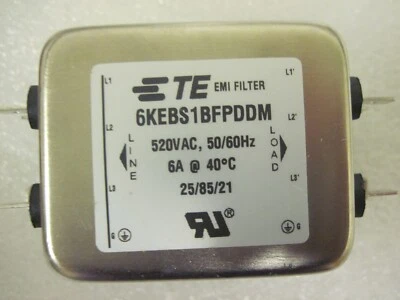 TE EMI FILTER
6KEBS1BFPDDM
520VAC, 50/60Hz
6A @ 40°C
25/85/21
L1
L2
L3
G
LINE
L1'
L2'
L3'
G
LOAD
RU®